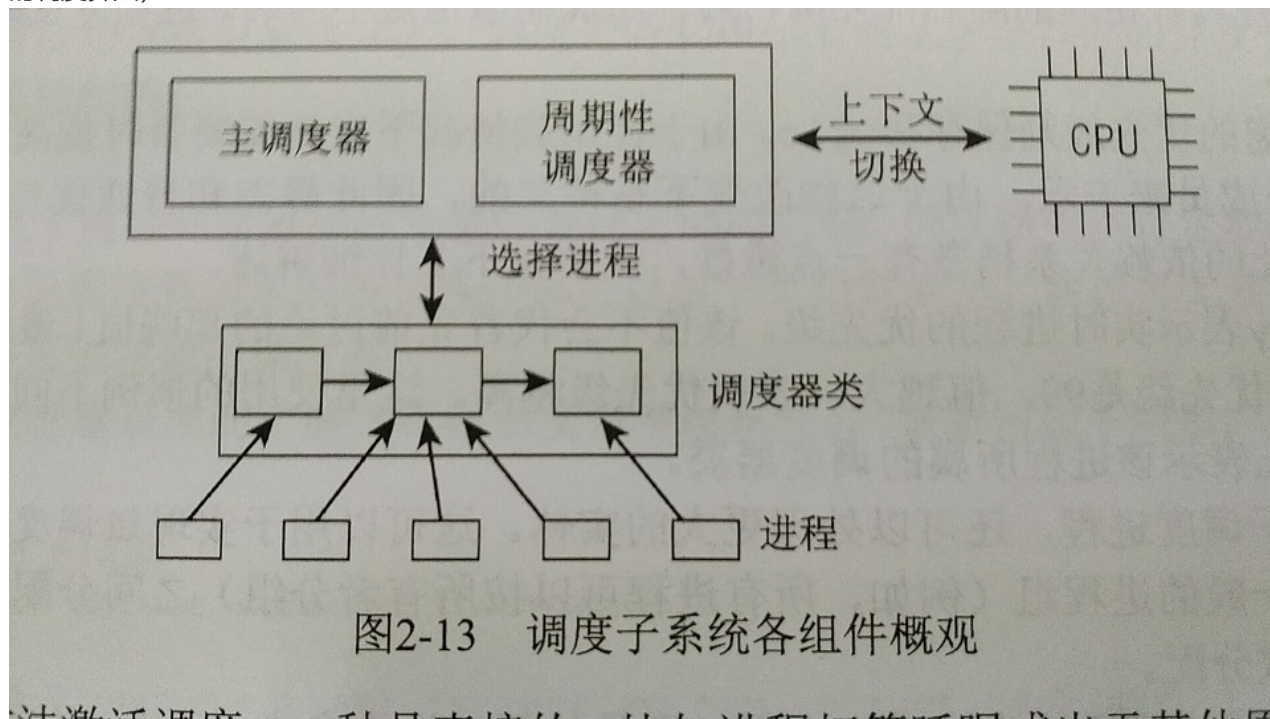 主调度器
周期性
调度器
上下文
切换
CPU
选择进程
调度器类
进程
图2-13 调度子系统各组件概观